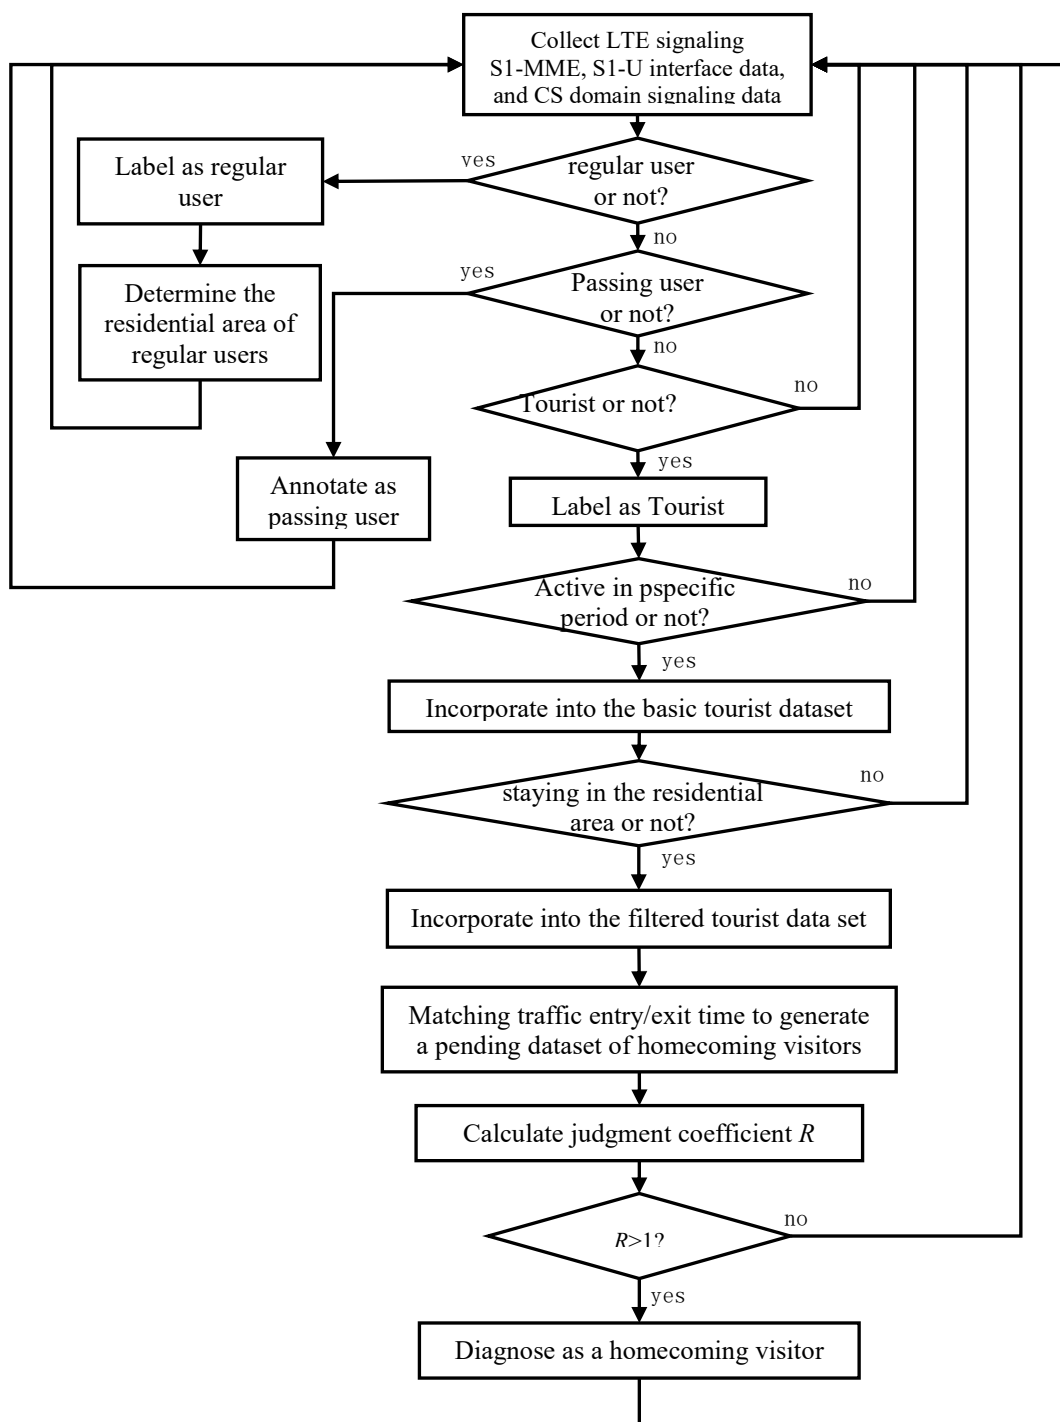 Collect LTE signaling
S1-MME, S1-U interface data,
and CS domain signaling data
yes
regular user
or not?
Label as regular
user
no
yes
Passing user
or not?
Determine the
residential area of
regular users
no
no
Tourist or not?
yes
Annotate as
passing user
Label as Tourist
Active in pspecific
period or not?
no
yes
Incorporate into the basic tourist dataset
no
staying in the residential
area or not?
yes
Incorporate into the filtered tourist data set
Matching traffic entry/exit time to generate
a pending dataset of homecoming visitors
Calculate judgment coefficient R
no
R>1?
yes
Diagnose as a homecoming visitor